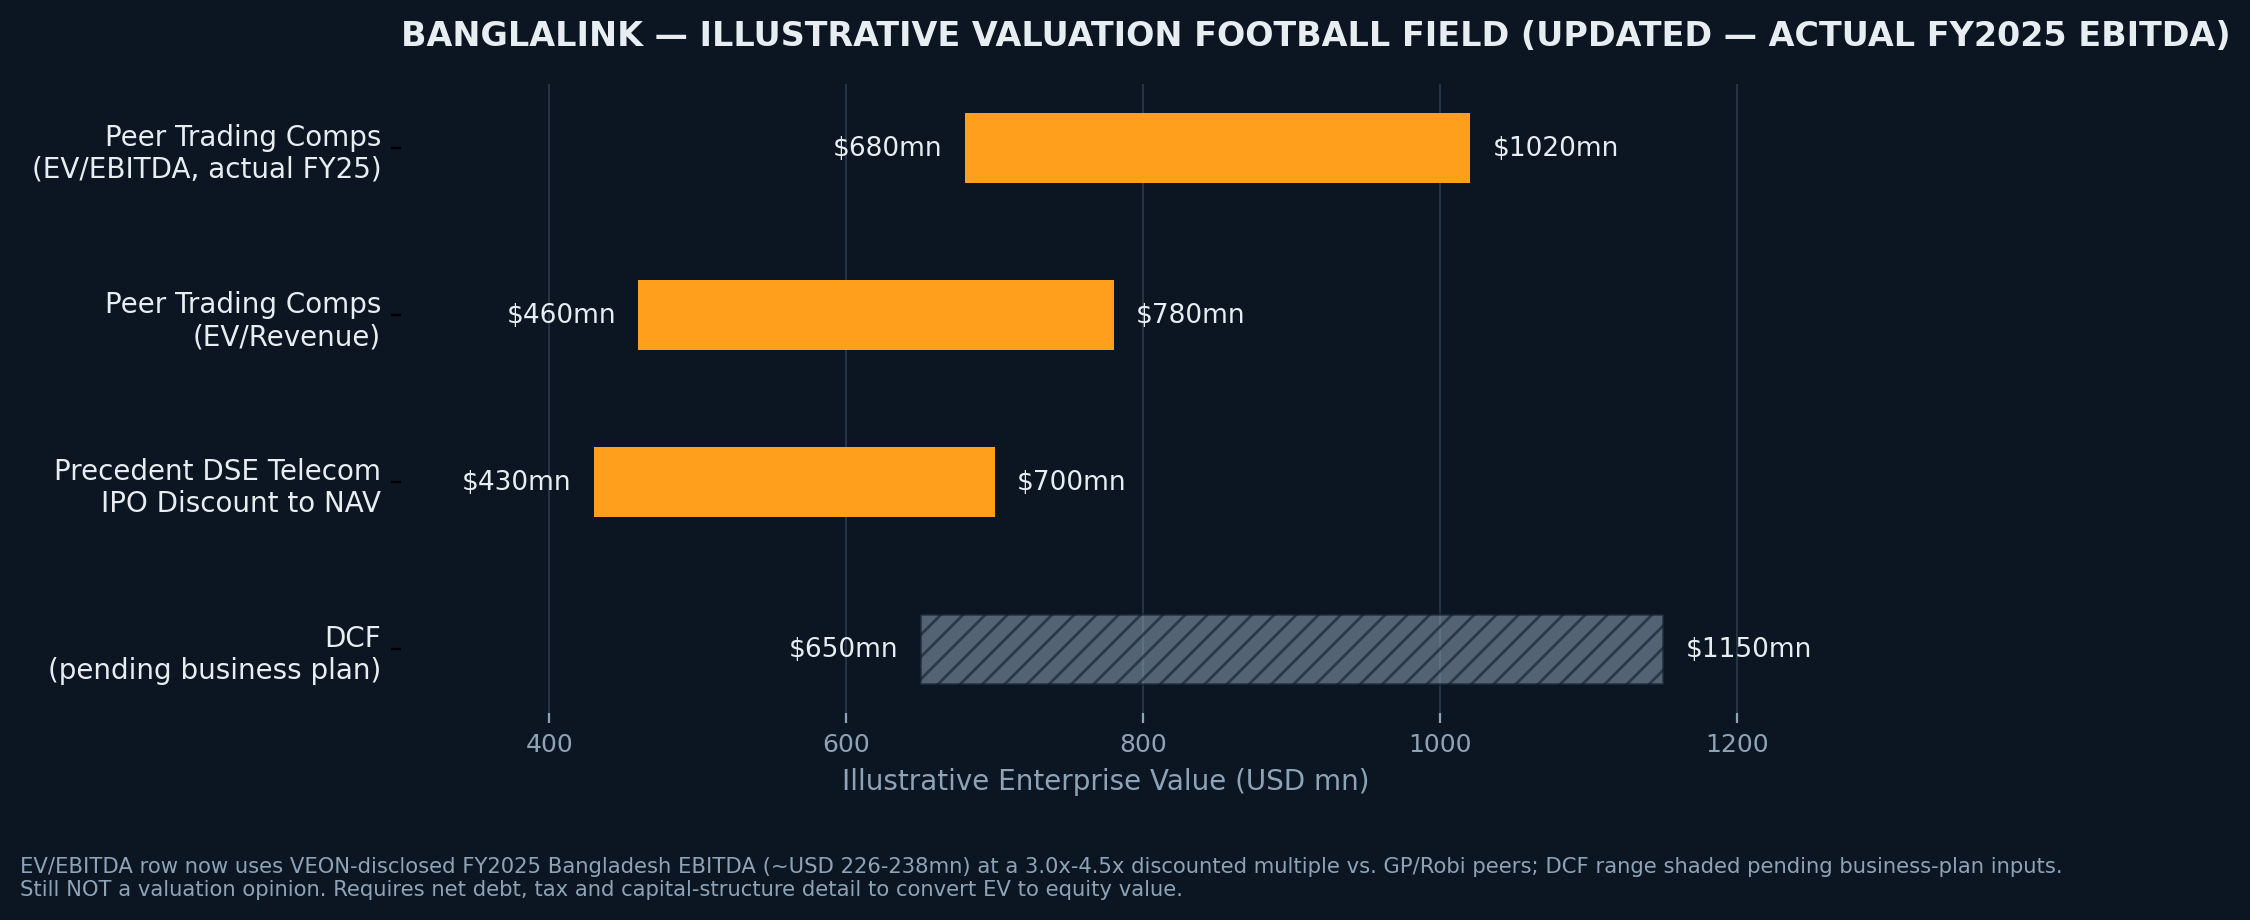 BANGLALINK — ILLUSTRATIVE VALUATION FOOTBALL FIELD (UPDATED — ACTUAL FY2025 EBITDA)
Peer Trading Comps
(EV/EBITDA, actual FY25)
$680mn
$1020mn
Peer Trading Comps
(EV/Revenue)
$460mn
$780mn
Precedent DSE Telecom
IPO Discount to NAV
$430mn
$700mn
DCF
(pending business plan)
$650mn
$1150mn
400
600
800
1000
1200
Illustrative Enterprise Value (USD mn)
EV/EBITDA row now uses VEON-disclosed FY2025 Bangladesh EBITDA (~USD 226-238mn) at a 3.0x-4.5x discounted multiple vs. GP/Robi peers; DCF range shaded pending business-plan inputs.
Still NOT a valuation opinion. Requires net debt, tax and capital-structure detail to convert EV to equity value.